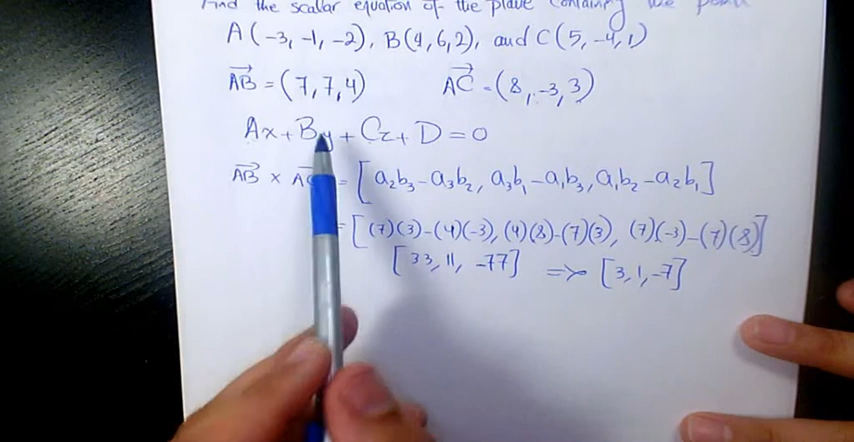 Find the scalar equation of the plane containing the points
A(-3, -1, -2), B(4, 6, 2), and C(5, -4, 1)
AB→ = (7, 7, 4) AC→ = (8, -3, 3)
Ax + By + Cz + D = 0
AB→ × AC→ = [a₂b₃ - a₃b₂, a₃b₁ - a₁b₃, a₁b₂ - a₂b₁]
= [(7)(3) - (4)(-3), (4)(8) - (7)(3), (7)(-3) - (7)(8)]
[33, 11, -77] => [3, 1, -7]